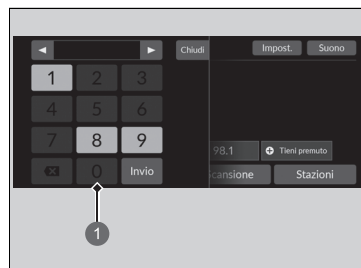 ◄ ► Chiudi Impost. Suono
1 2 3
4 5 6
7 8 9
98.1 Tieni premuto
0 Invio
cansione Stazioni
1